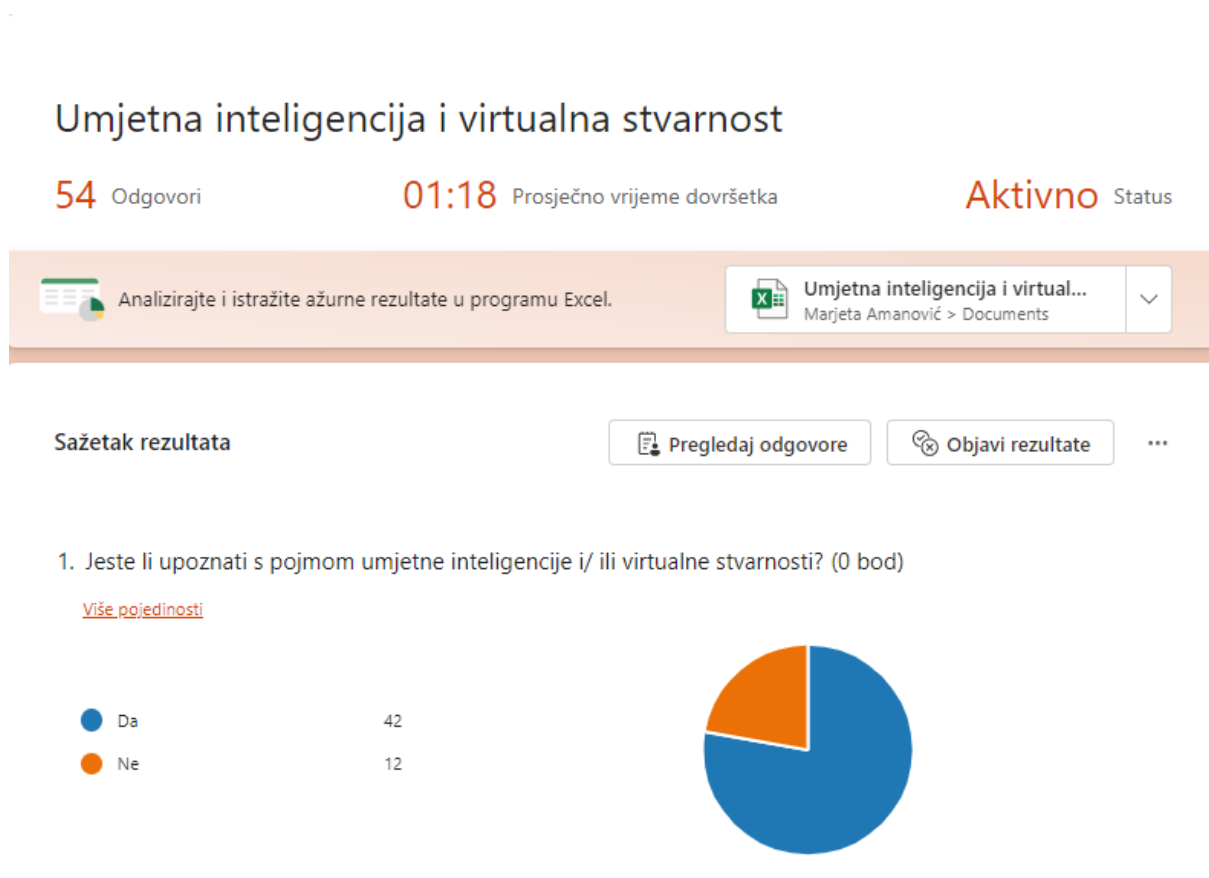 Umjetna inteligencija i virtualna stvarnost
54 Odgovori 01:18 Prosječno vrijeme dovršetka Aktivno Status
Analizirajte i istražite ažurne rezultate u programu Excel.
Umjetna inteligencija i virtual...
Marjeta Amanović > Documents
Sažetak rezultata
Pregledaj odgovore
Objavi rezultate
...
1. Jeste li upoznati s pojmom umjetne inteligencije i/ ili virtualne stvarnosti? (0 bod)
Više pojedinosti
Da 42
Ne 12